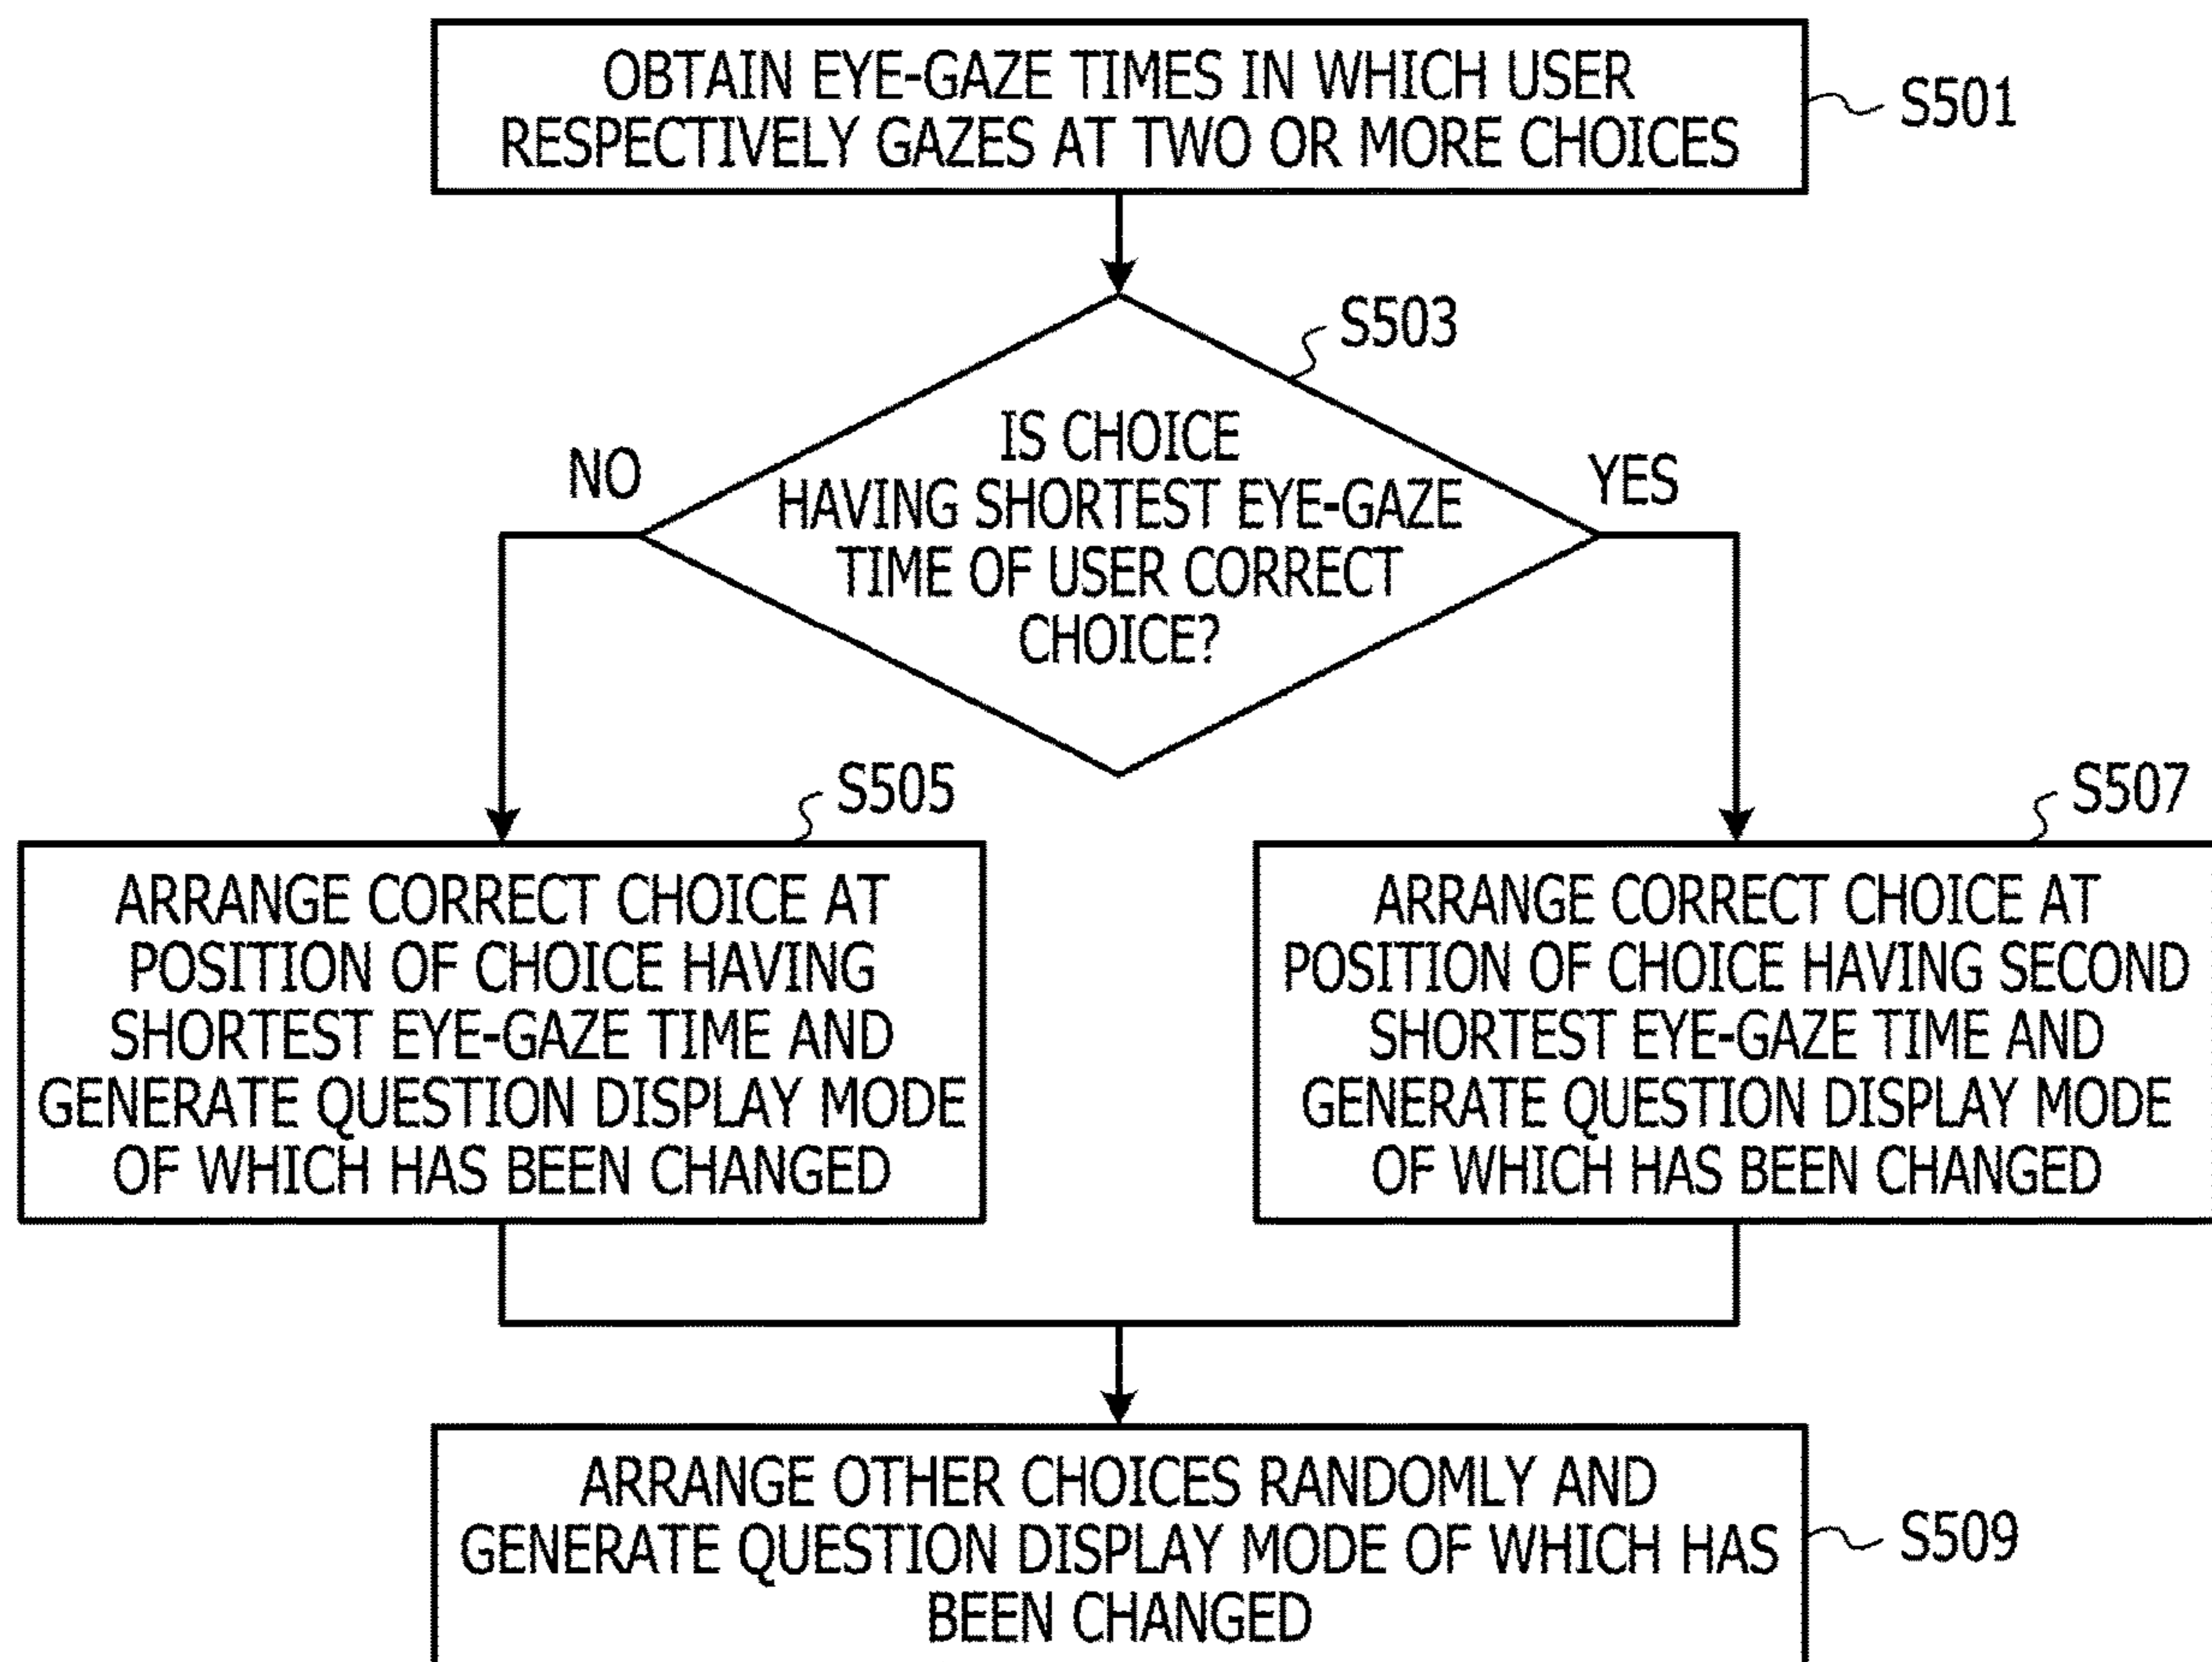 OBTAIN EYE-GAZE TIMES IN WHICH USER
RESPECTIVELY GAZES AT TWO OR MORE CHOICES
S501
S503
IS CHOICE
HAVING SHORTEST EYE-GAZE
TIME OF USER CORRECT
CHOICE?
NO
YES
S505
ARRANGE CORRECT CHOICE AT
POSITION OF CHOICE HAVING
SHORTEST EYE-GAZE TIME AND
GENERATE QUESTION DISPLAY MODE
OF WHICH HAS BEEN CHANGED
S507
ARRANGE CORRECT CHOICE AT
POSITION OF CHOICE HAVING SECOND
SHORTEST EYE-GAZE TIME AND
GENERATE QUESTION DISPLAY MODE
OF WHICH HAS BEEN CHANGED
ARRANGE OTHER CHOICES RANDOMLY AND
GENERATE QUESTION DISPLAY MODE OF WHICH HAS
BEEN CHANGED
S509